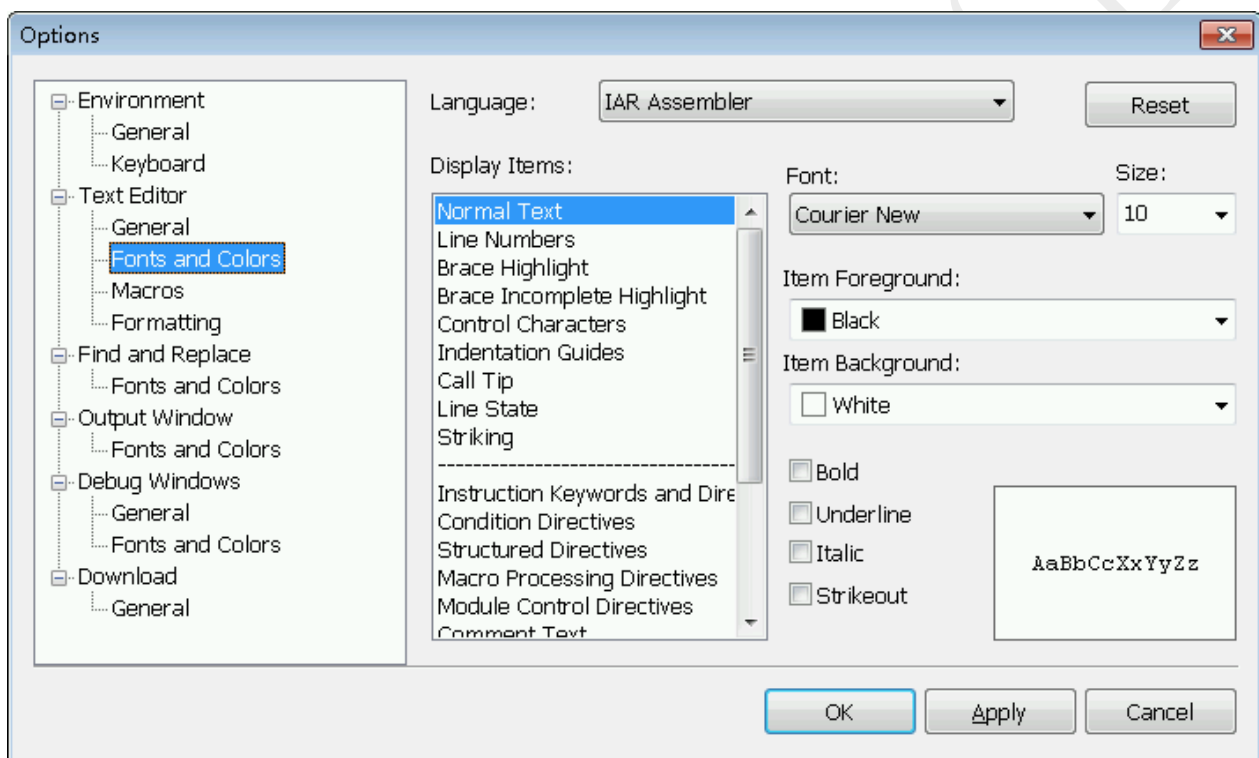 Options
Environment
General
Keyboard
Text Editor
General
Fonts and Colors
Macros
Formatting
Find and Replace
Fonts and Colors
Output Window
Fonts and Colors
Debug Windows
General
Fonts and Colors
Download
General
Language:
IAR Assembler
Reset
Display Items:
Normal Text
Line Numbers
Brace Highlight
Brace Incomplete Highlight
Control Characters
Indentation Guides
Call Tip
Line State
Striking
----------------------------------
Instruction Keywords and Dire
Condition Directives
Structured Directives
Macro Processing Directives
Module Control Directives
Comment Text
Font:
Size:
Courier New
10
Item Foreground:
Black
Item Background:
White
Bold
Underline
Italic
Strikeout
AaBbCcXxYyZz
OK
Apply
Cancel